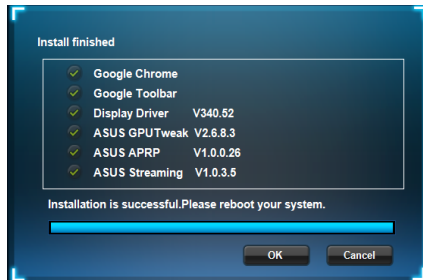 Install finished
Google Chrome
Google Toolbar
Display Driver V340.52
ASUS GPUTweak V2.6.8.3
ASUS APRP V1.0.0.26
ASUS Streaming V1.0.3.5
Installation is successful.Please reboot your system.
OK Cancel